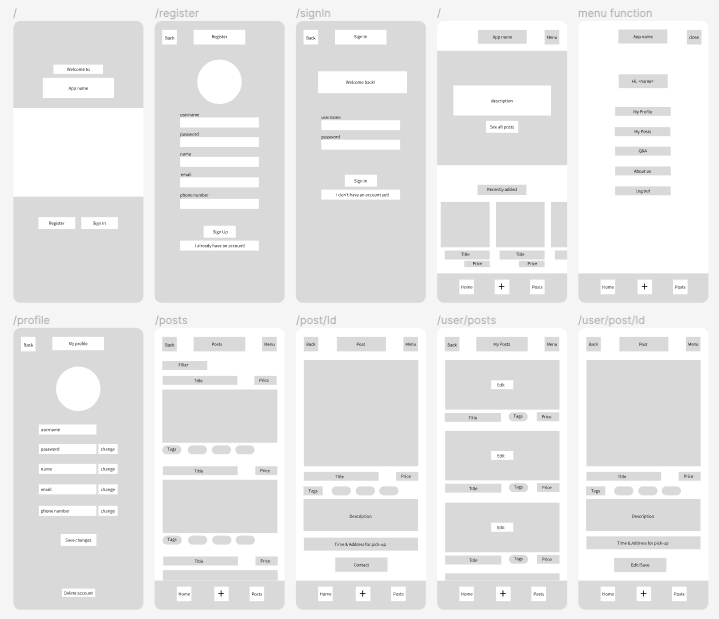 /
Welcome to
App name
Register
Sign In
/register
Back
Register
username
password
name
email
phone number
Sign Up
I already have an account!
/signIn
Back
Sign In
Welcome back!
username
password
Sign in
I don't have an account yet!
/
App name
Menu
description
See all posts
Recently added
Title
Title
Price
Price
Home
+
Posts
menu function
App name
close
Hi, <name>
My Profile
My Posts
Q&A
About us
Log out
Home
+
Posts
/profile
Back
My profile
username
password
change
name
change
email
change
phone number
change
Save changes
Delete account
/posts
Back
Posts
Menu
Filter
Title
Price
Tags
Title
Price
Tags
Title
Price
Home
+
Posts
/post/Id
Back
Post
Menu
Title
Price
Tags
Description
Time & Address for pick-up
Contact
Home
+
Posts
/user/posts
Back
My Posts
Menu
Edit
Title
Tags
Price
Edit
Title
Tags
Price
Edit
Title
Tags
Price
Home
+
Posts
/user/post/Id
Back
Post
Menu
Title
Price
Tags
Description
Time & Address for pick-up
Edit/Save
Home
+
Posts